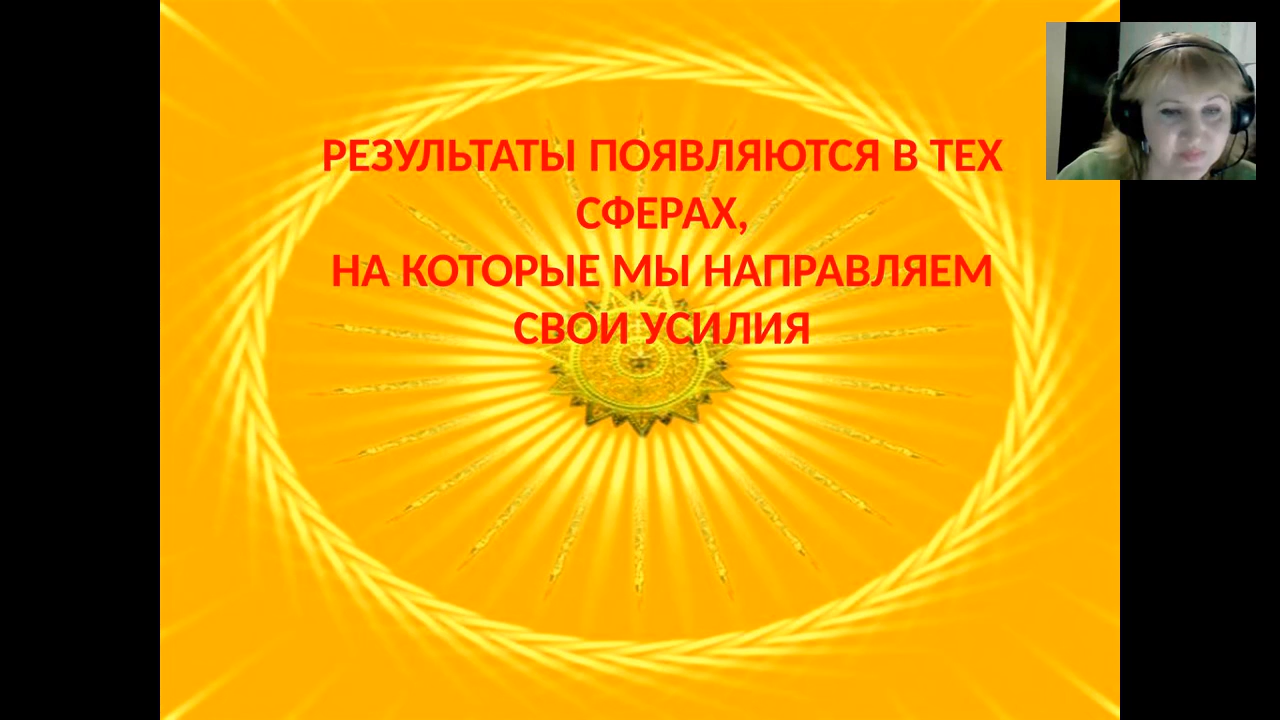 РЕЗУЛЬТАТЫ ПОЯВЛЯЮТСЯ В ТЕХ
СФЕРАХ,
НА КОТОРЫЕ МЫ НАПРАВЛЯЕМ
СВОИ УСИЛИЯ